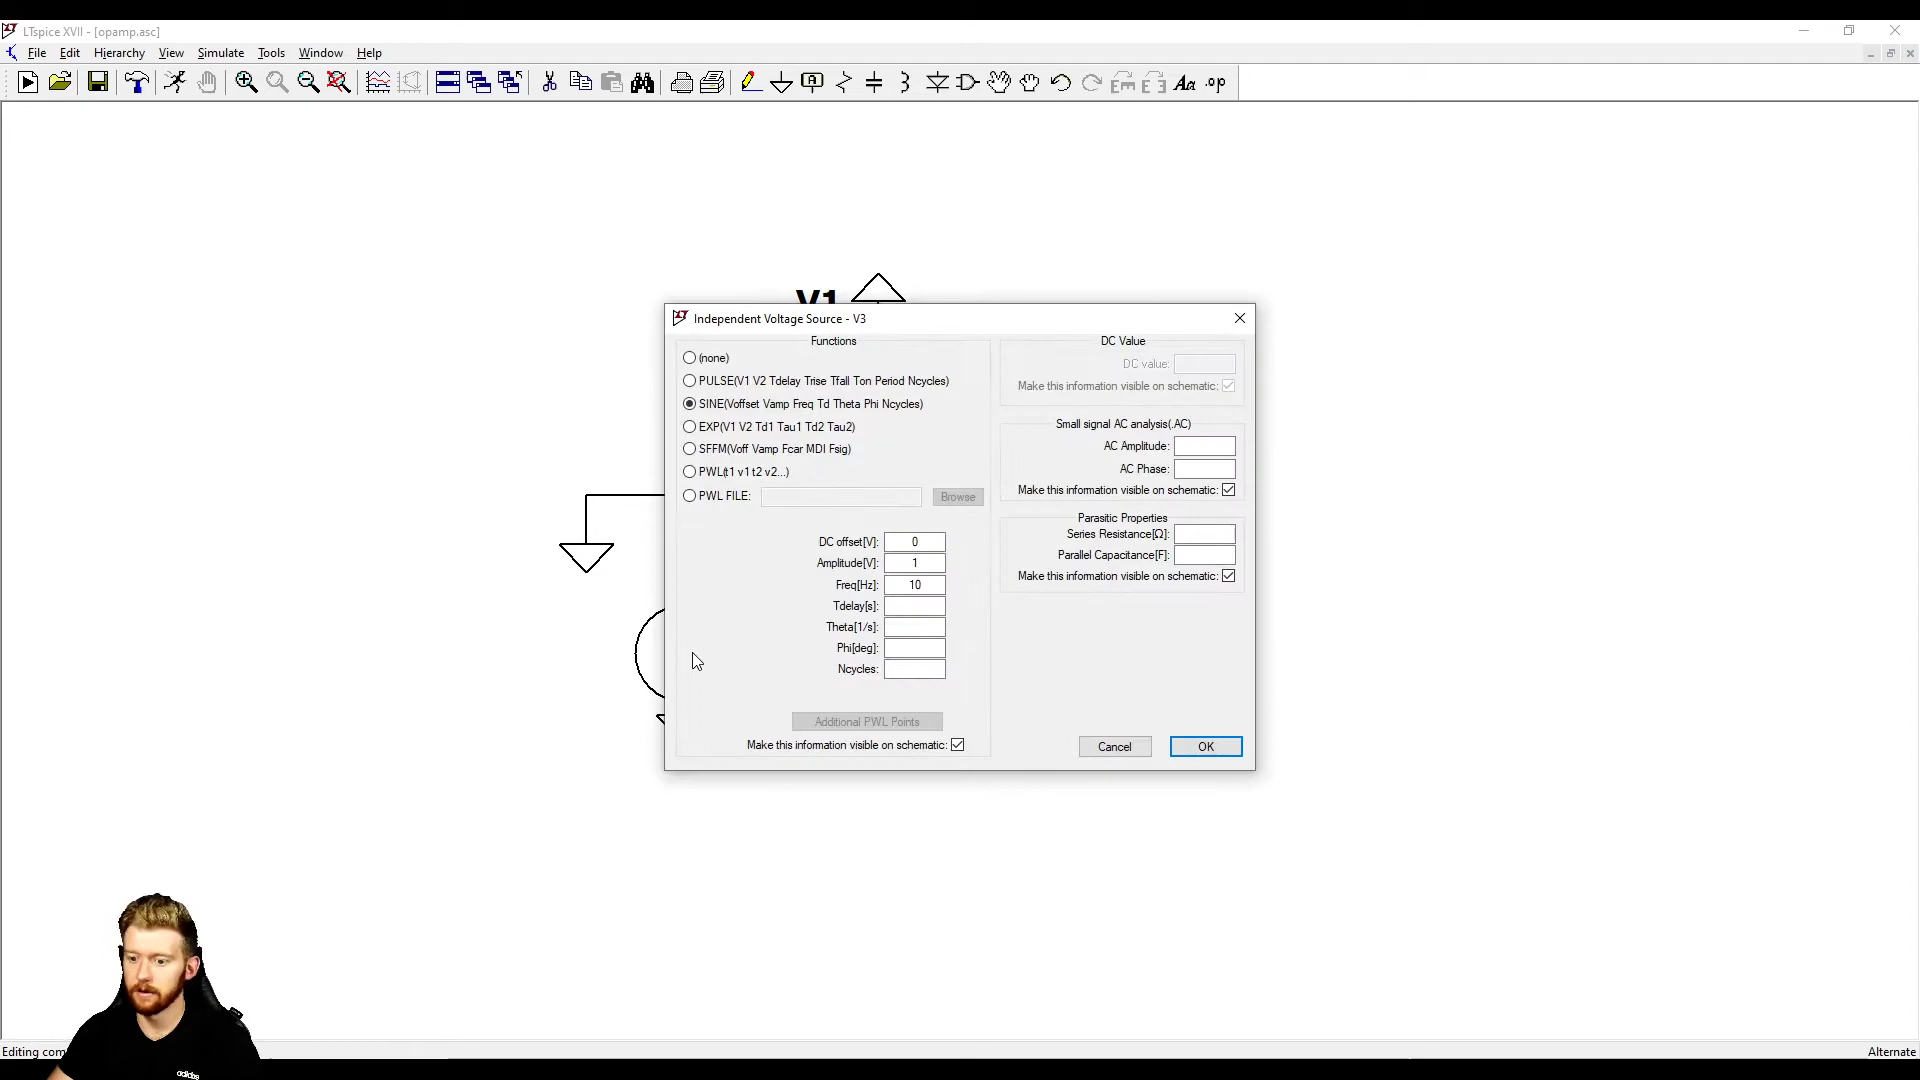 LTspice XVII - [opamp.asc]
File Edit Hierarchy View Simulate Tools Window Help
.op
V1
Independent Voltage Source - V3
Functions
(none)
PULSE(V1 V2 Tdelay Trise Tfall Ton Period Ncycles)
SINE(Voffset Vamp Freq Td Theta Phi Ncycles)
EXP(V1 V2 Td1 Tau1 Td2 Tau2)
SFFM(Voff Vamp Fcar MDI Fsig)
PWL(t1 v1 t2 v2...)
PWL FILE:
Browse
DC offset[V]: 0
Amplitude[V]: 1
Freq[Hz]: 10
Tdelay[s]:
Theta[1/s]:
Phi[deg]:
Ncycles:
Additional PWL Points
Make this information visible on schematic:
DC Value
DC value:
Make this information visible on schematic:
Small signal AC analysis(.AC)
AC Amplitude:
AC Phase:
Make this information visible on schematic:
Parasitic Properties
Series Resistance[Ω]:
Parallel Capacitance[F]:
Make this information visible on schematic:
Cancel OK
adidas
Editing com
Alternate